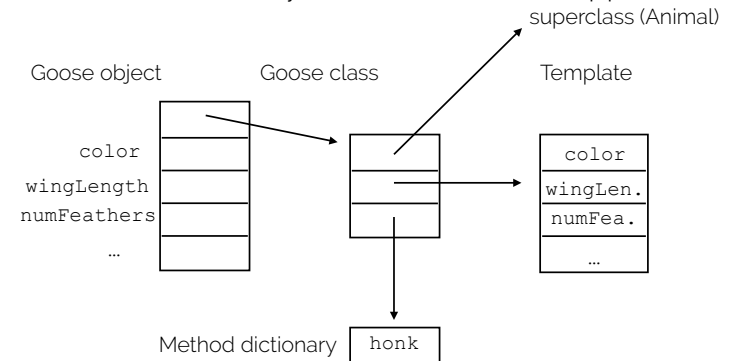 superclass (Animal)
Goose object
Goose class
Template
color
wingLength
numFeathers
...
color
wingLen.
numFea.
...
Method dictionary
honk